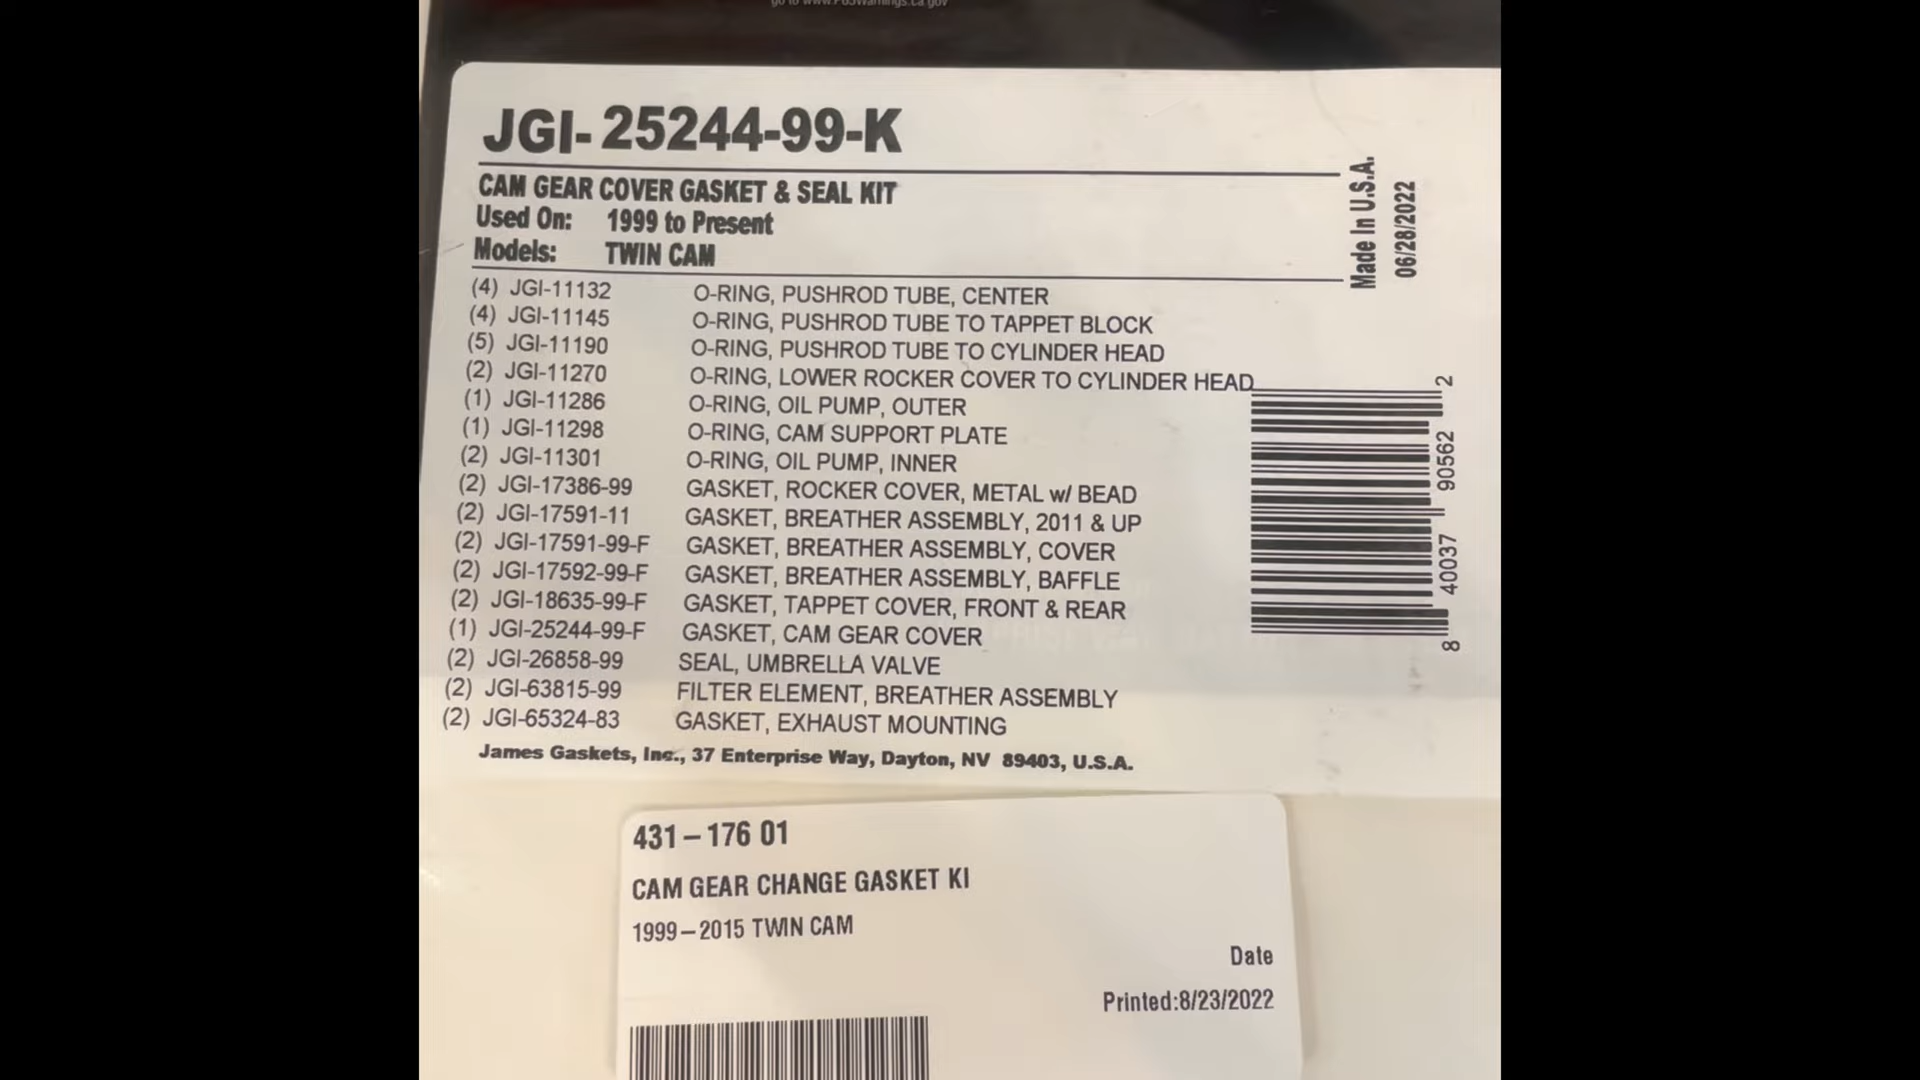 go to www.P65Warnings.ca.gov
JGI- 25244-99-K
CAM GEAR COVER GASKET & SEAL KIT
Used On: 1999 to Present
Models: TWIN CAM
Made In U.S.A.
06/28/2022
(4) JGI-11132 O-RING, PUSHROD TUBE, CENTER
(4) JGI-11145 O-RING, PUSHROD TUBE TO TAPPET BLOCK
(5) JGI-11190 O-RING, PUSHROD TUBE TO CYLINDER HEAD
(2) JGI-11270 O-RING, LOWER ROCKER COVER TO CYLINDER HEAD
(1) JGI-11286 O-RING, OIL PUMP, OUTER
(1) JGI-11298 O-RING, CAM SUPPORT PLATE
(2) JGI-11301 O-RING, OIL PUMP, INNER
(2) JGI-17386-99 GASKET, ROCKER COVER, METAL w/ BEAD
(2) JGI-17591-11 GASKET, BREATHER ASSEMBLY, 2011 & UP
(2) JGI-17591-99-F GASKET, BREATHER ASSEMBLY, COVER
(2) JGI-17592-99-F GASKET, BREATHER ASSEMBLY, BAFFLE
(2) JGI-18635-99-F GASKET, TAPPET COVER, FRONT & REAR
(1) JGI-25244-99-F GASKET, CAM GEAR COVER
(2) JGI-26858-99 SEAL, UMBRELLA VALVE
(2) JGI-63815-99 FILTER ELEMENT, BREATHER ASSEMBLY
(2) JGI-65324-83 GASKET, EXHAUST MOUNTING
8 40037 90562 2
James Gaskets, Inc., 37 Enterprise Way, Dayton, NV 89403, U.S.A.
431-176 01
CAM GEAR CHANGE GASKET KI
1999-2015 TWIN CAM
Date
Printed:8/23/2022